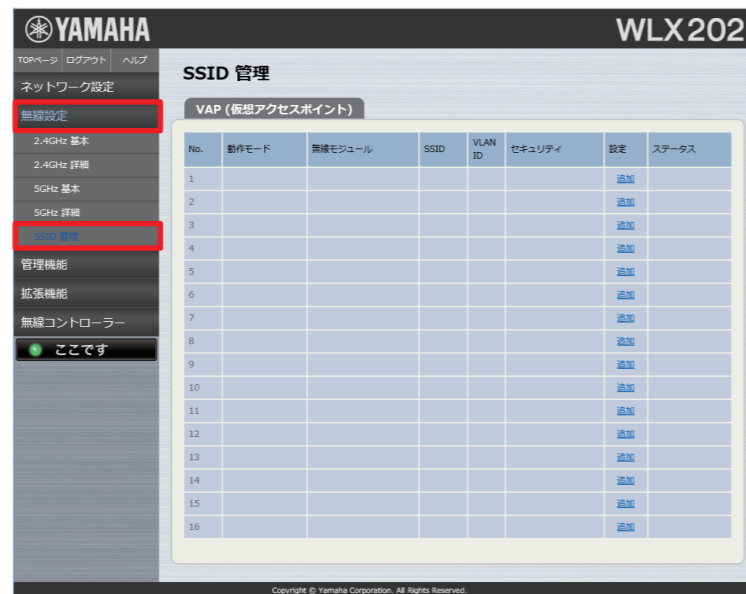 YAMAHA WLX202
TOPページ ログアウト ヘルプ
ネットワーク設定
無線設定
2.4GHz 基本
2.4GHz 詳細
5GHz 基本
5GHz 詳細
SSID 管理
管理機能
拡張機能
無線コントローラー
ここです
SSID 管理
VAP (仮想アクセスポイント)
No. 動作モード 無線モジュール SSID VLAN ID セキュリティ 設定 ステータス
1 追加
2 追加
3 追加
4 追加
5 追加
6 追加
7 追加
8 追加
9 追加
10 追加
11 追加
12 追加
13 追加
14 追加
15 追加
16 追加
Copyright © Yamaha Corporation. All Rights Reserved.